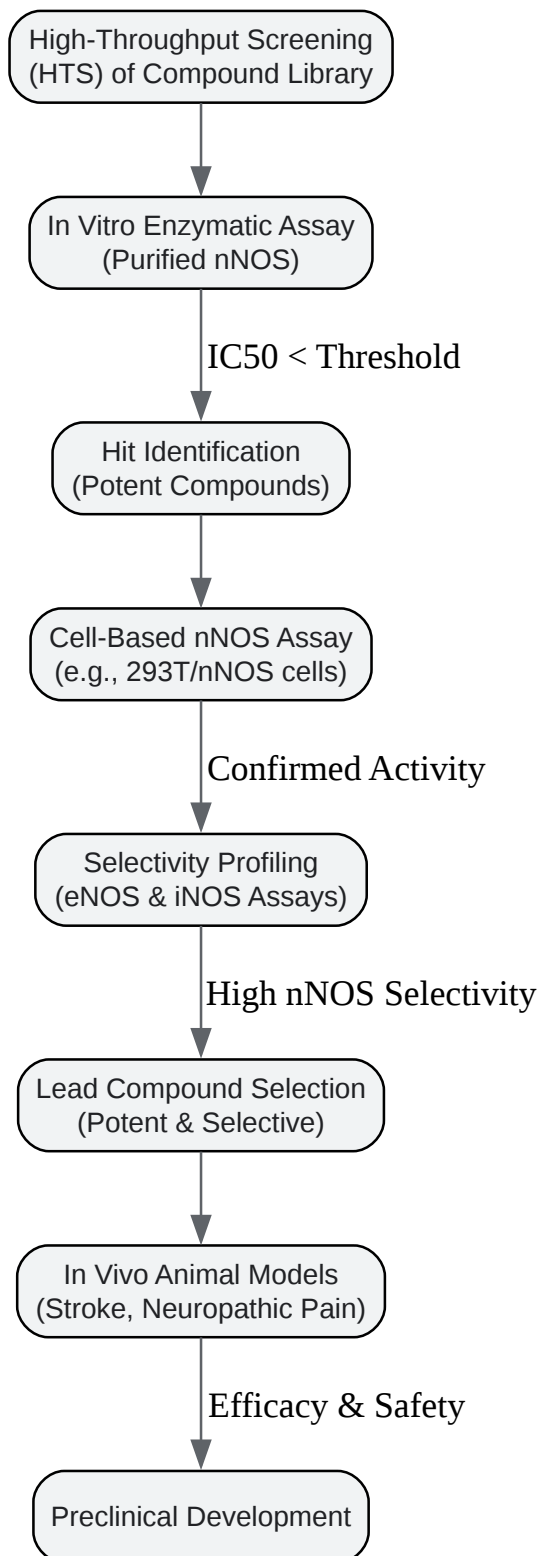 High-Throughput Screening
(HTS) of Compound Library
In Vitro Enzymatic Assay
(Purified nNOS)
IC50 < Threshold
Hit Identification
(Potent Compounds)
Cell-Based nNOS Assay
(e.g., 293T/nNOS cells)
Confirmed Activity
Selectivity Profiling
(eNOS & iNOS Assays)
High nNOS Selectivity
Lead Compound Selection
(Potent & Selective)
In Vivo Animal Models
(Stroke, Neuropathic Pain)
Efficacy & Safety
Preclinical Development